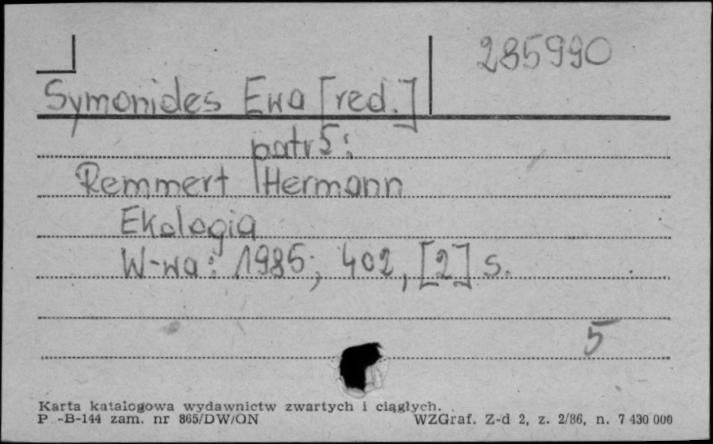 285990
Symonides Ewa [red.]
patrz:
Remmert Hermann
Ekologia
W-wa: 1985; 402, [2] s.
5
Karta katalogowa wydawnictw zwartych i ciągłych.
P -B-144 zam. nr 865/DW/ON WZGraf. Z-d 2, z. 2/86, n. 7 430 000